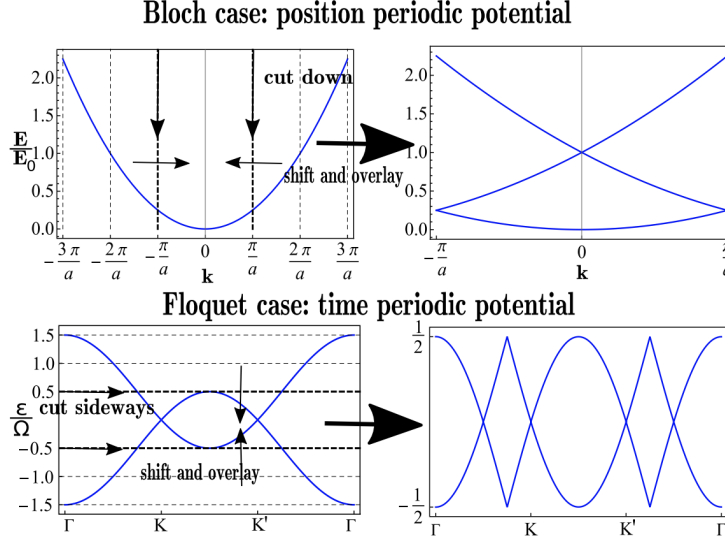 Bloch case: position periodic potential
2.0
1.5
1.0
0.5
0.0
E/E₀
cut down
shift and overlay
-3π/a -2π/a -π/a 0 π/a 2π/a 3π/a
k
2.0
1.5
1.0
0.5
0.0
-π/a 0
k
Floquet case: time periodic potential
1.5
1.0
0.5
-0.5
-1.0
-1.5
ε/Ω
cut sideways
shift and overlay
Γ K K' Γ
1/2
-1/2
Γ K K' Γ